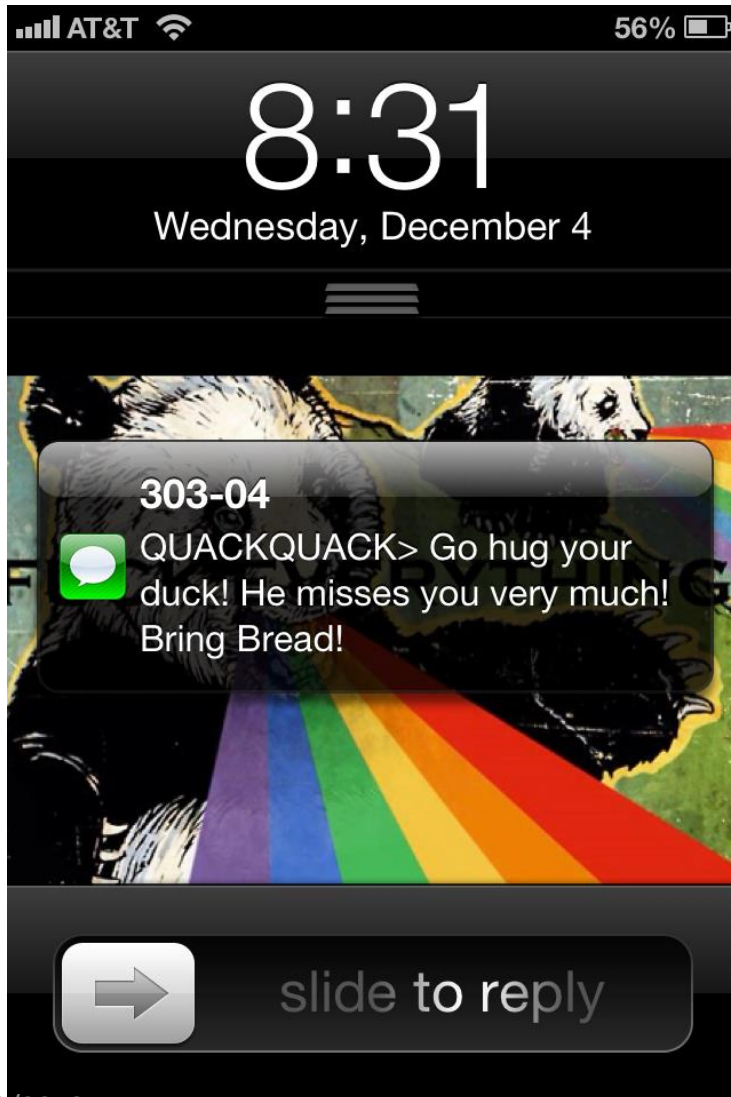 AT&T 56%
8:31
Wednesday, December 4
303-04
QUACKQUACK> Go hug your
duck! He misses you very much!
Bring Bread!
slide to reply